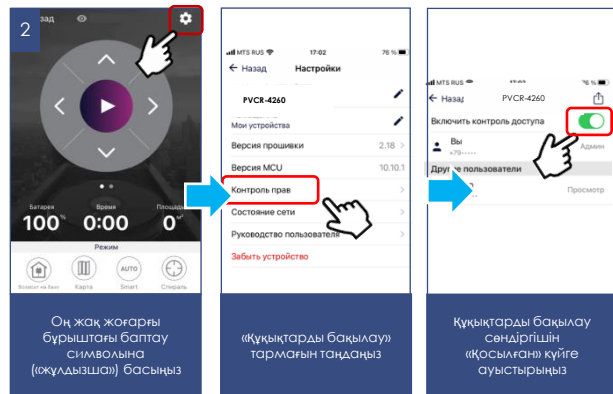 2
зад
Батарея
Время
Площадь
100 %
0:00
0 м²
Режим
Возврат на базу
Карта
Smart
Спираль
AUTO
Оң жақ жоғарғы
бұрыштағы баптау
символына
(«жұлдызша») басыңыз
MTS RUS
17:02
76 %
← Назад
Настройки
PVCR-4260
Мои устройства
Версия прошивки
2.18 >
Версия MCU
10.10.1
Контроль прав >
Состояние сети >
Руководство пользователя >
Забыть устройство
«Құқықтарды бақылау»
тармағын таңдаңыз
MTS RUS
17:03
76 %
← Назад
PVCR-4260
Включить контроль доступа
Вы
+79·····
Админ
Другие пользователи
Просмотр
Құқықтарды бақылау
сөндіргішін
«Қосылған» күйге
ауыстырыңыз